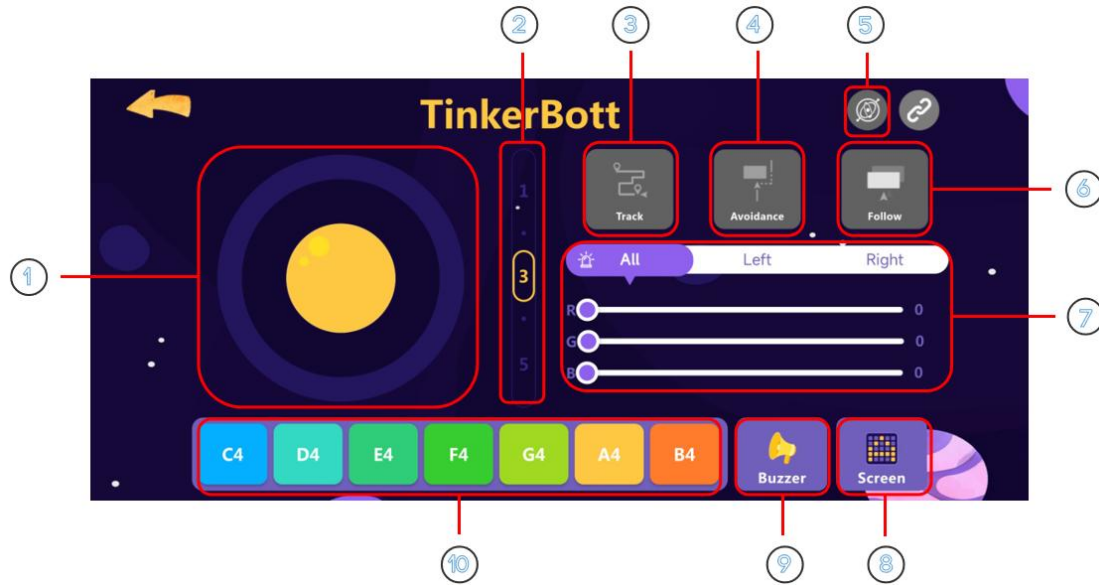 ② ③ ④ ⑤
TinkerBott
1
3
5
Track
Avoidance
Follow
⑥
①
All Left Right
R 0
G 0
B 0
⑦
C4 D4 E4 F4 G4 A4 B4
Buzzer
Screen
⑩ ⑨ ⑧